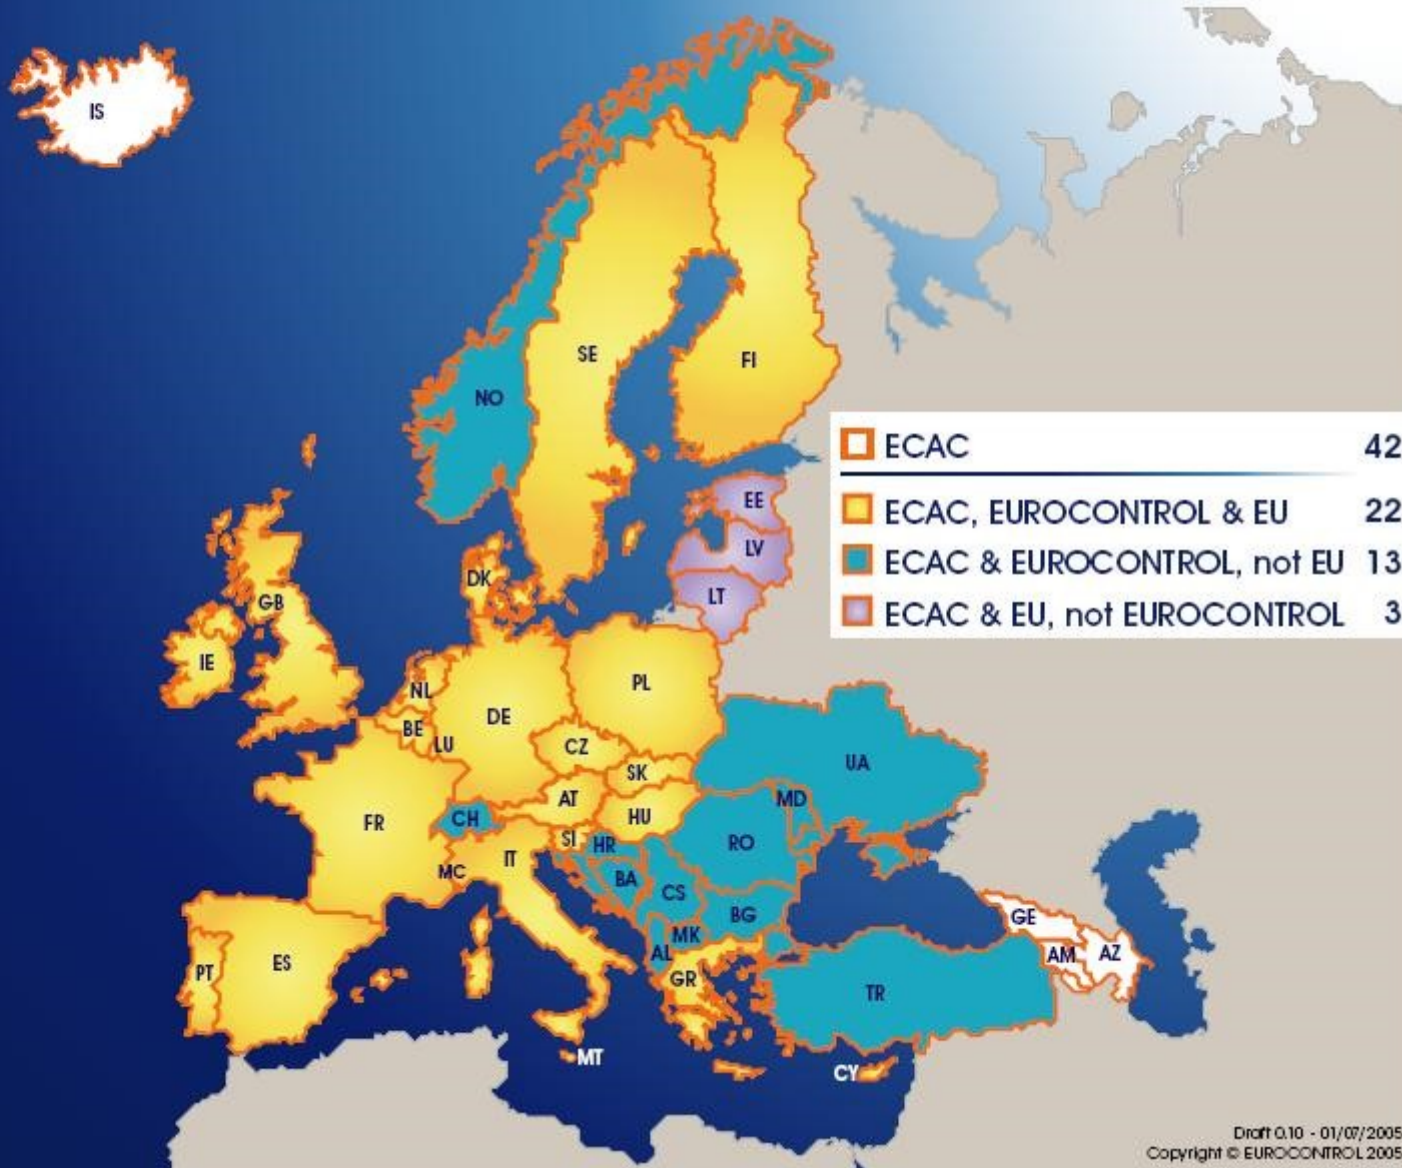 IS
SE
FI
NO
ECAC 42
ECAC, EUROCONTROL & EU 22
ECAC & EUROCONTROL, not EU 13
ECAC & EU, not EUROCONTROL 3
EE
LV
LT
DK
GB
IE
NL
PL
DE
BE
LU
CZ
UA
SK
AT
MD
HU
CH
FR
SI
HR
RO
IT
MC
BA
CS
BG
GE
MK
AL
AM
AZ
PT
ES
GR
TR
MT
CY
Draft 0.10 - 01/07/2005
Copyright © EUROCONTROL 2005